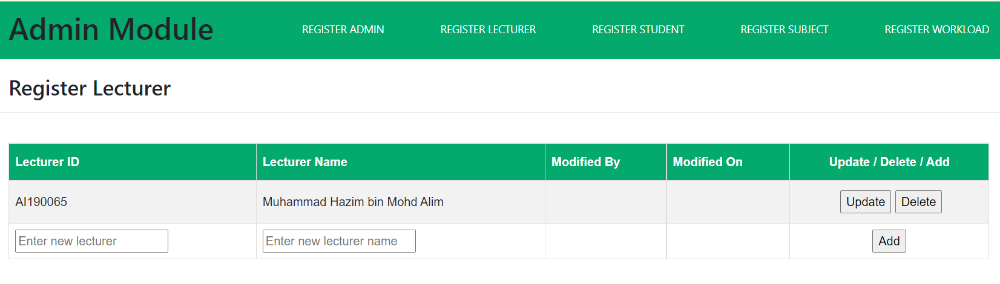 Admin Module REGISTER ADMIN REGISTER LECTURER REGISTER STUDENT REGISTER SUBJECT REGISTER WORKLOAD
Register Lecturer
Lecturer ID Lecturer Name Modified By Modified On Update / Delete / Add
AI190065 Muhammad Hazim bin Mohd Alim Update Delete
Enter new lecturer Enter new lecturer name Add